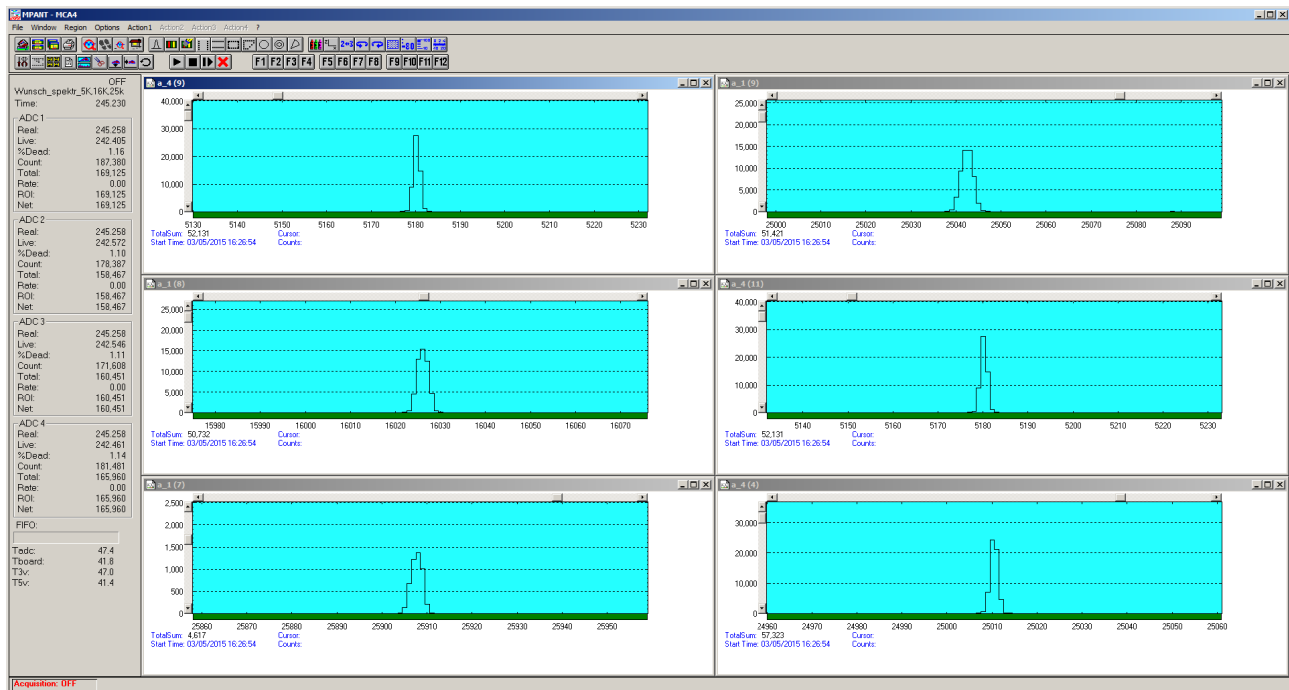 MPANT - MCA4
File Window Region Options Action1 Action2 Action3 Action4 ?
F1 F2 F3 F4 F5 F6 F7 F8 F9 F10 F11 F12
OFF
Wunsch_spektr_5K,16K,25k
Time: 245.230
ADC 1
Real: 245.258
Live: 242.405
%Dead: 1.16
Count: 187,380
Total: 169,125
Rate: 0.00
ROI: 169,125
Net: 169,125
ADC 2
Real: 245.258
Live: 242.572
%Dead: 1.10
Count: 178,387
Total: 158,467
Rate: 0.00
ROI: 158,467
Net: 158,467
ADC 3
Real: 245.258
Live: 242.546
%Dead: 1.11
Count: 171,608
Total: 160,451
Rate: 0.00
ROI: 160,451
Net: 160,451
ADC 4
Real: 245.258
Live: 242.461
%Dead: 1.14
Count: 181,481
Total: 165,960
Rate: 0.00
ROI: 165,960
Net: 165,960
FIFO:
Tadc: 47.4
Tboard: 41.8
T3v: 47.0
T5v: 41.4
a_4 (9)
40,000
30,000
20,000
10,000
0
5130 5140 5150 5160 5170 5180 5190 5200 5210 5220 5230
TotalSum: 52,131 Cursor:
Start Time: 03/05/2015 16:26:54 Counts:
a_1 (9)
25,000
20,000
15,000
10,000
5,000
0
25000 25010 25020 25030 25040 25050 25060 25070 25080 25090
TotalSum: 51,421 Cursor:
Start Time: 03/05/2015 16:26:54 Counts:
a_1 (8)
25,000
20,000
15,000
10,000
5,000
0
15980 15990 16000 16010 16020 16030 16040 16050 16060 16070
TotalSum: 50,732 Cursor:
Start Time: 03/05/2015 16:26:54 Counts:
a_4 (11)
40,000
30,000
20,000
10,000
0
5140 5150 5160 5170 5180 5190 5200 5210 5220 5230
TotalSum: 52,131 Cursor:
Start Time: 03/05/2015 16:26:54 Counts:
a_1 (7)
2,500
2,000
1,500
1,000
500
0
25860 25870 25880 25890 25900 25910 25920 25930 25940 25950
TotalSum: 4,617 Cursor:
Start Time: 03/05/2015 16:26:54 Counts:
a_4 (4)
30,000
20,000
10,000
0
24960 24970 24980 24990 25000 25010 25020 25030 25040 25050 25060
TotalSum: 57,323 Cursor:
Start Time: 03/05/2015 16:26:54 Counts:
Acquisition: OFF